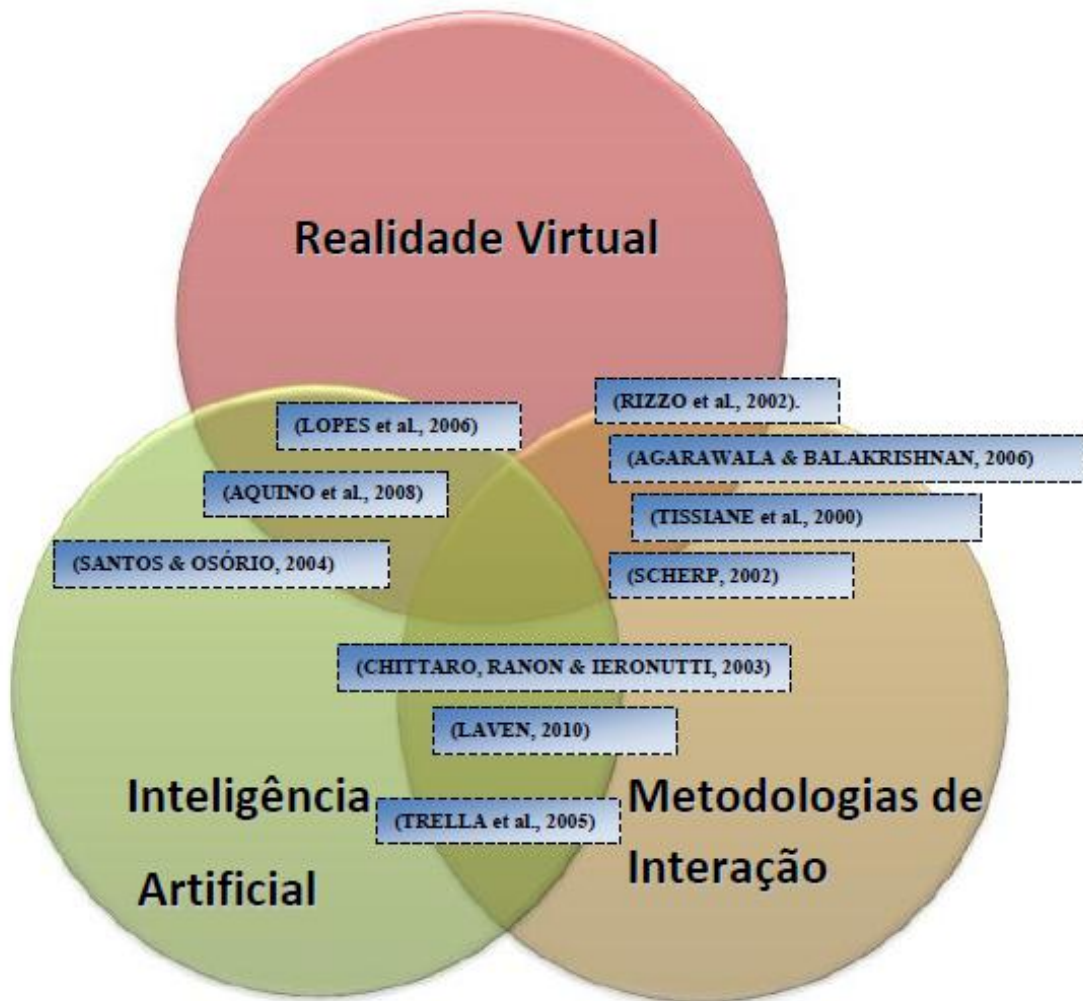 Realidade Virtual
(RIZZO et al., 2002).
(LOPES et al., 2006)
(AGARAWALA & BALAKRISHNAN, 2006)
(AQUINO et al., 2008)
(TISSIANE et al., 2000)
(SANTOS & OSÓRIO, 2004)
(SCHERP, 2002)
(CHITTARO, RANON & IERONUTTI, 2003)
(LAVEN, 2010)
Inteligência
Artificial
(TRELLA et al., 2005)
Metodologias de
Interação